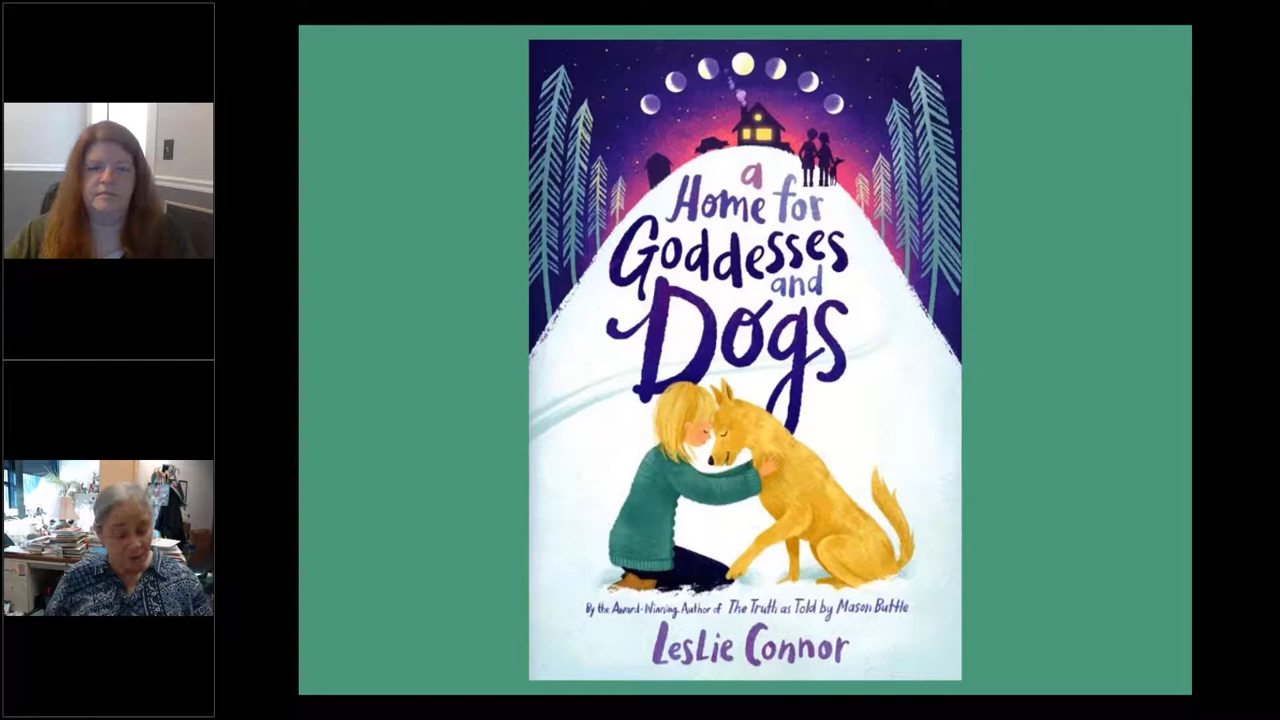 a
Home for
Goddesses
and
Dogs
By the Award-Winning Author of The Truth as Told by Mason Buttle
Leslie Connor